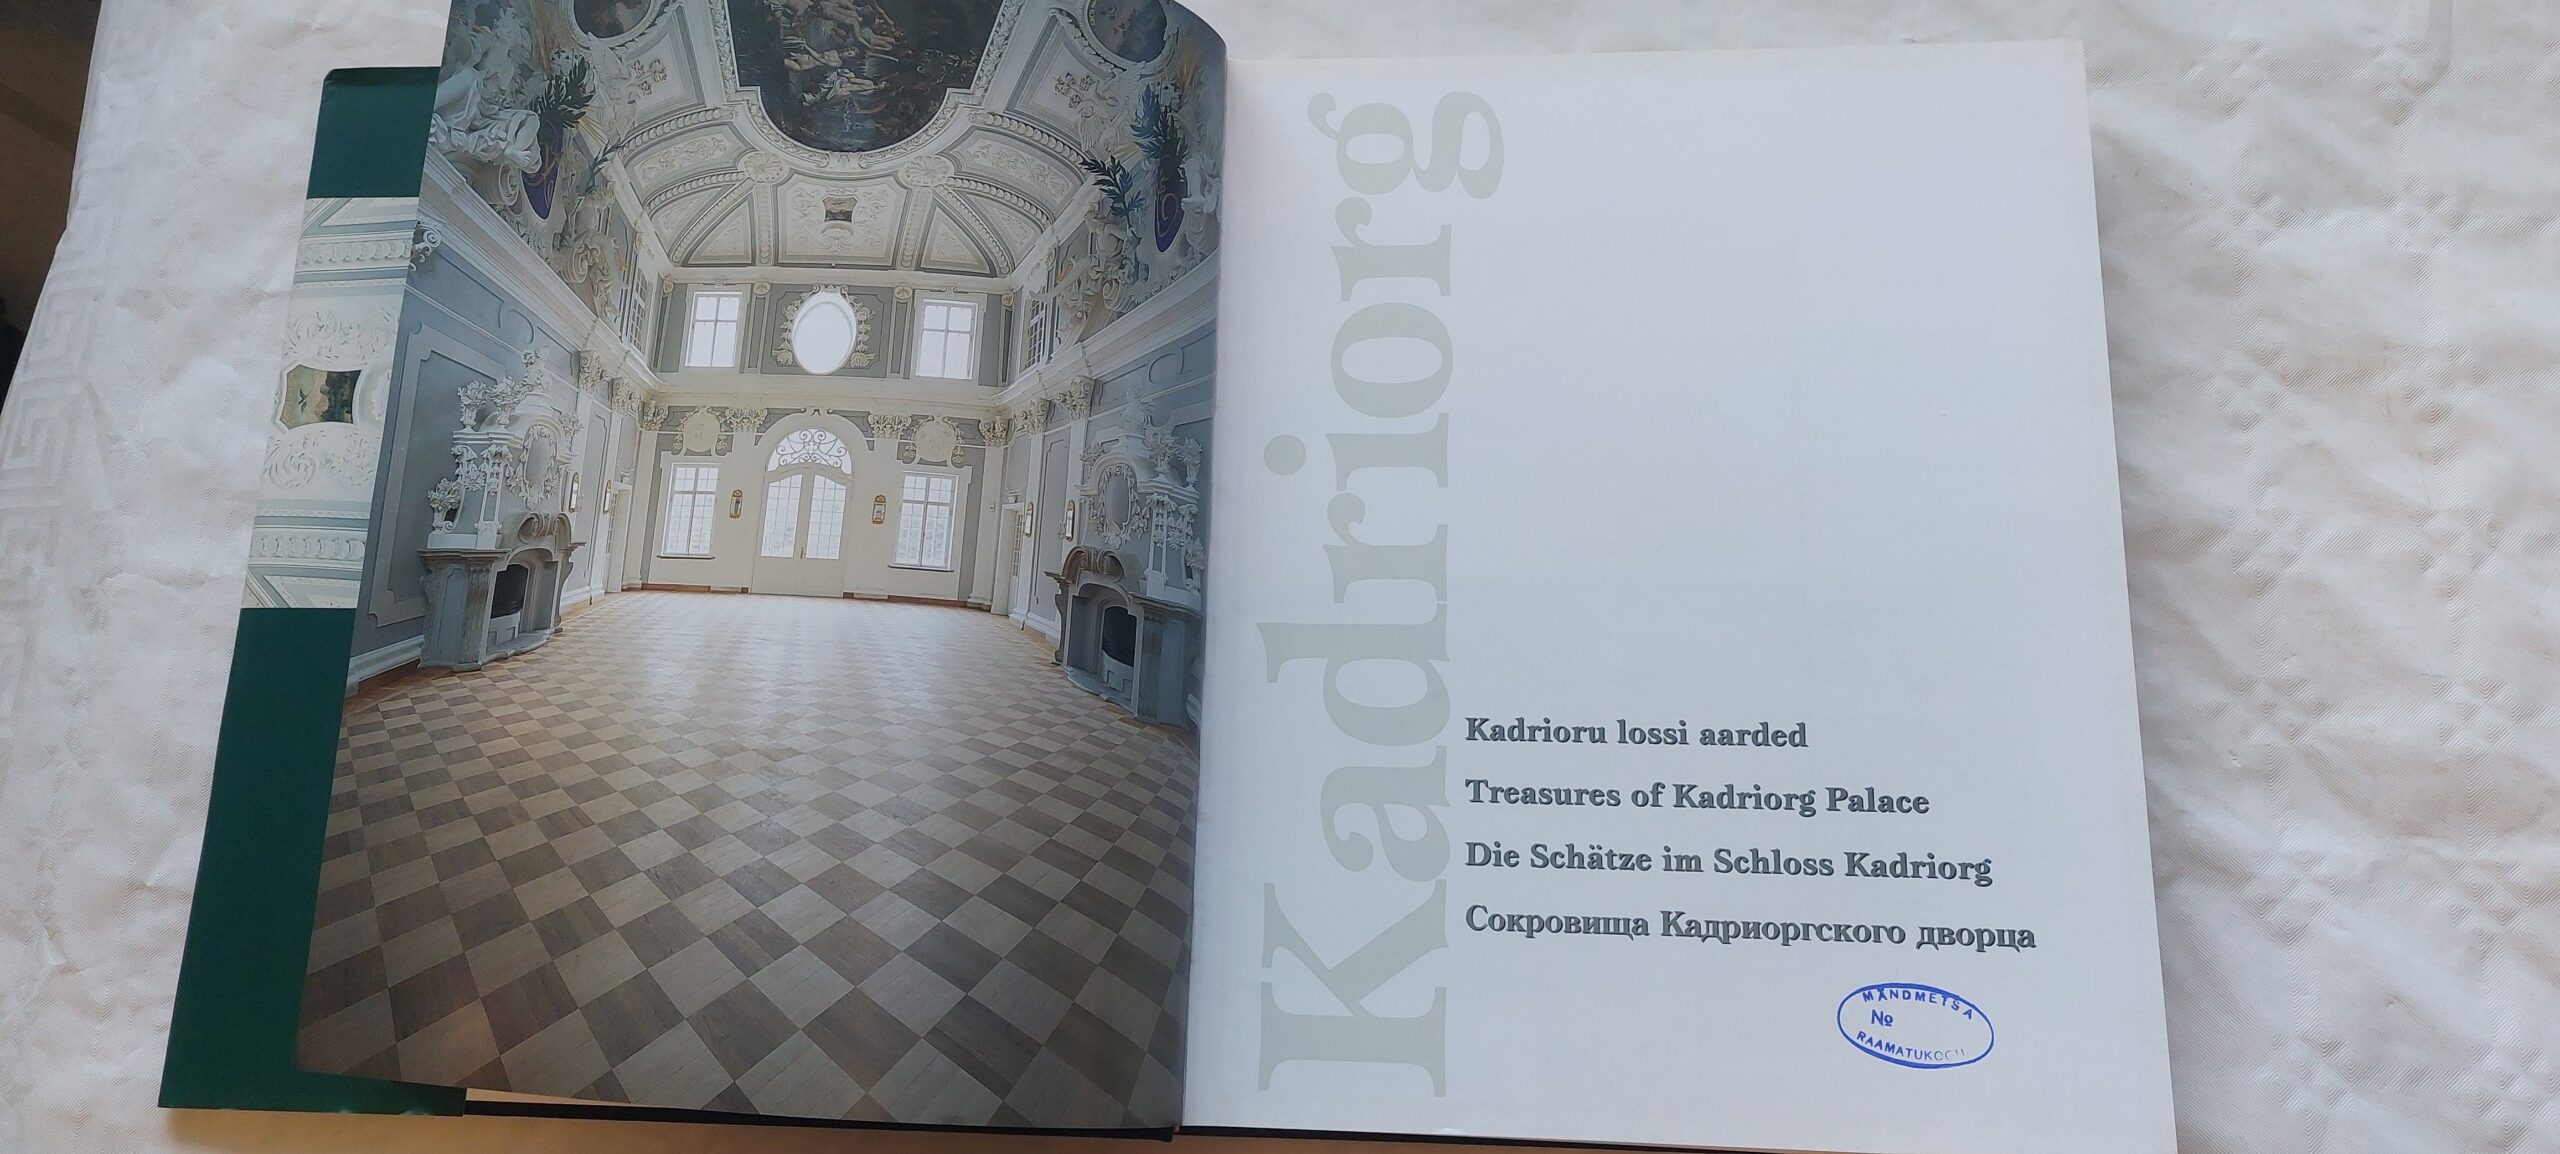 Kadriorg
Kadrioru lossi aarded
Treasures of Kadriorg Palace
Die Schätze im Schloss Kadriorg
Сокровища Кадриоргского дворца
MÄNDMETSA
№
RAAMATUKOGU